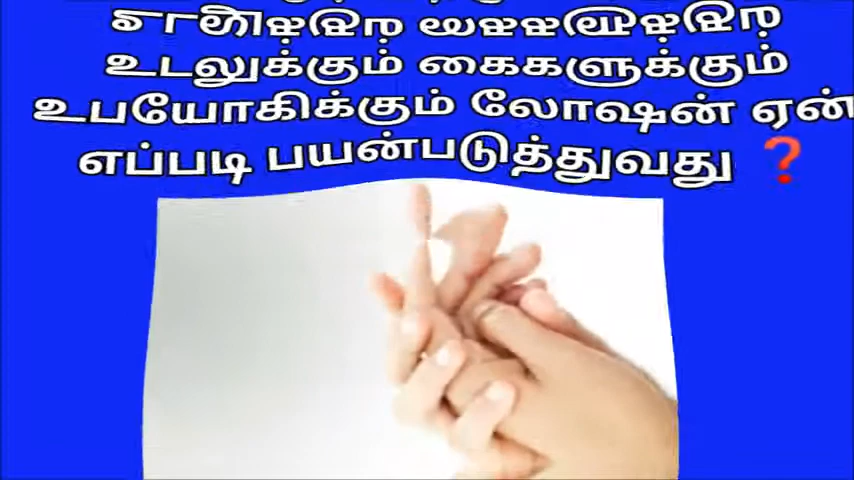 உடலுக்கும் கைகளுக்கும்
உபயோகிக்கும் லோஷன் ஏன்
எப்படி பயன்படுத்துவது ❓